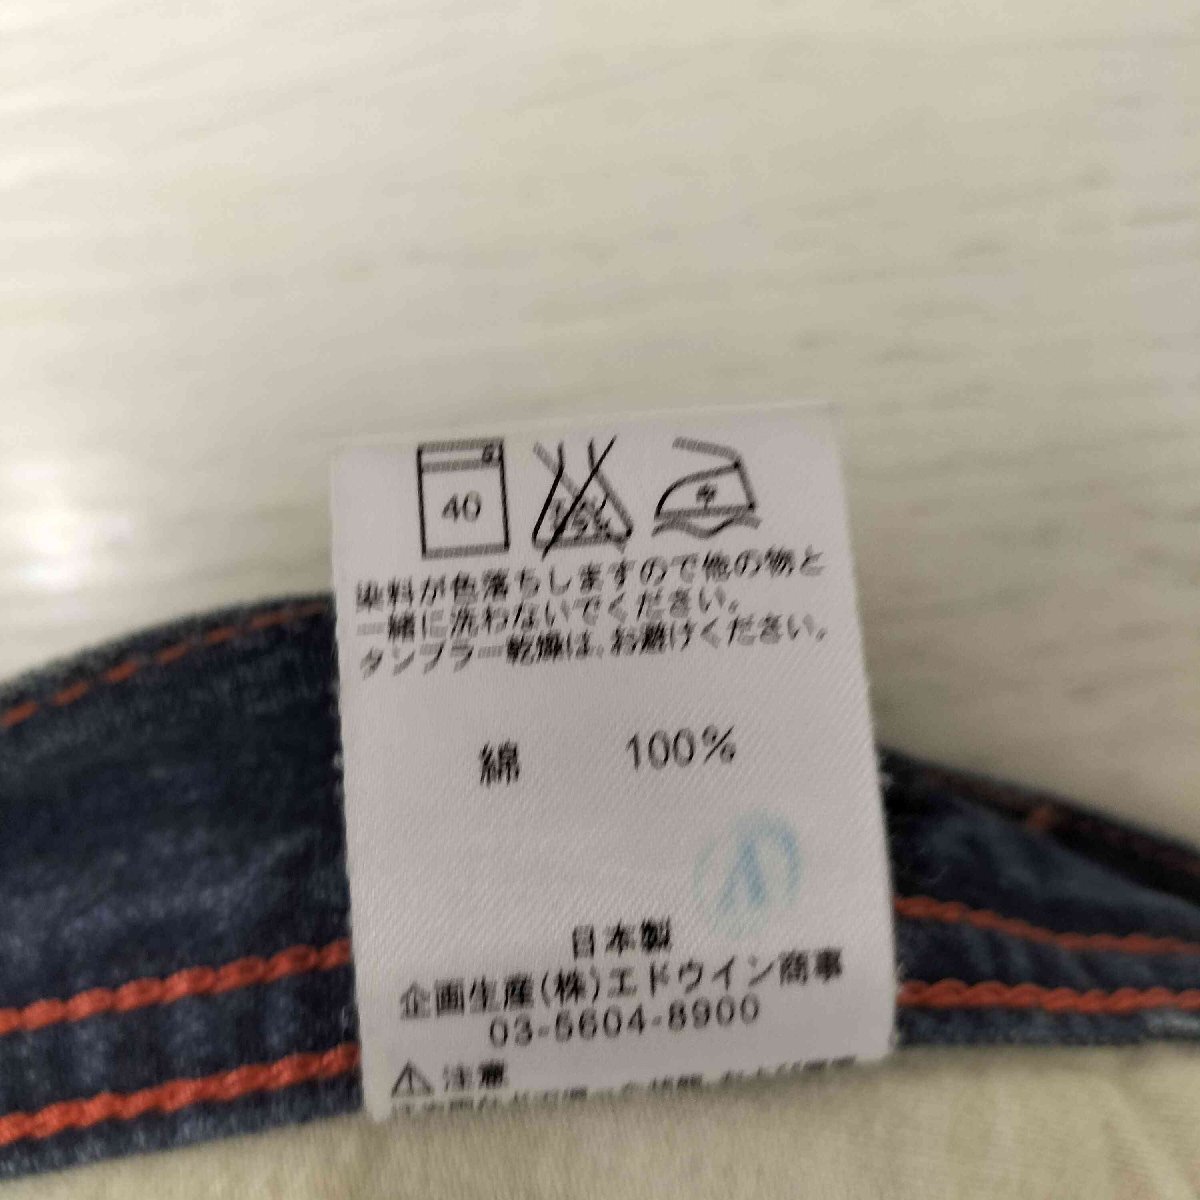 40
中
染料が色落ちしますので他の物と
一緒に洗わないでください。
タンブラー乾燥は、お避けください。
綿 100%
日本製
企画生産(株)エドウイン商事
03-5604-8900
⚠注意